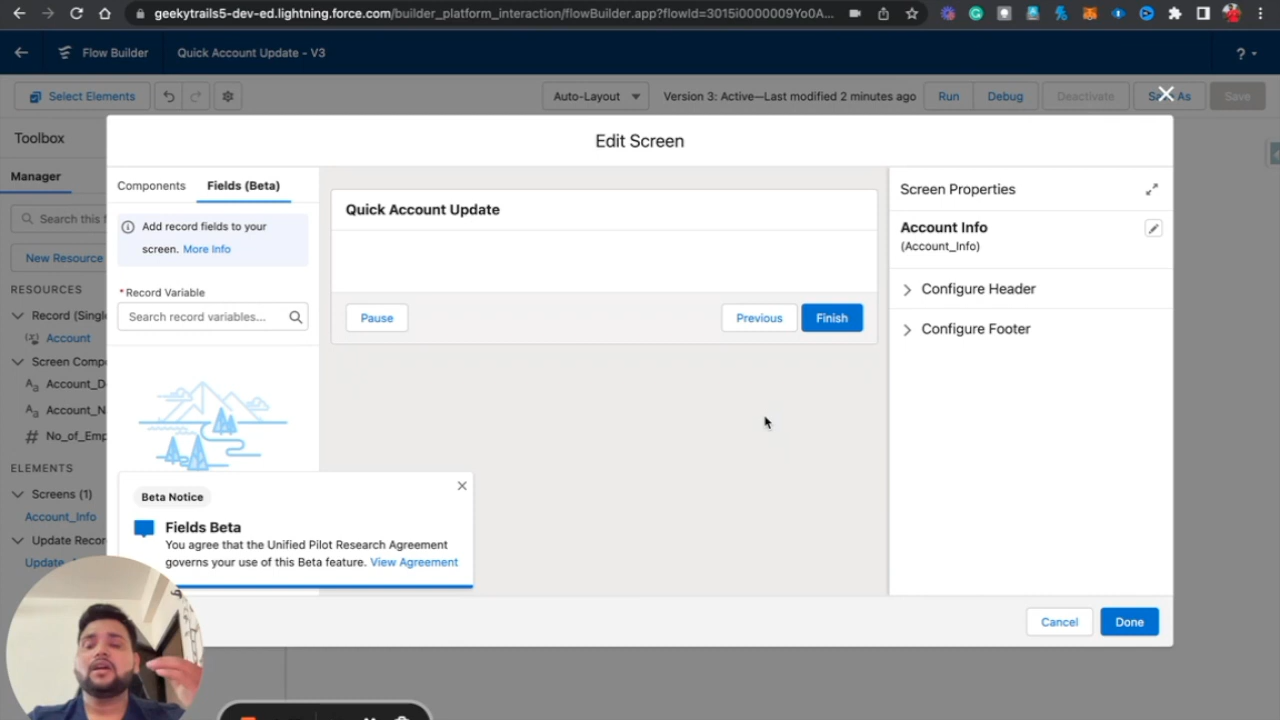 geekytrails5-dev-ed.lightning.force.com/builder_platform_interaction/flowBuilder.app?flowId=3015i0000009Yo0A...
Flow Builder
Quick Account Update - V3
?
Select Elements
Auto-Layout
Version 3: Active—Last modified 2 minutes ago
Run
Debug
Deactivate
Save As
Save
Toolbox
Manager
Search this f
New Resource
RESOURCES
Record (Singl
Account
Screen Compo
Account_D
Account_N
No_of_Emp
ELEMENTS
Screens (1)
Account_Info
Update Recor
Update_
Edit Screen
Components
Fields (Beta)
Add record fields to your
screen. More Info
* Record Variable
Search record variables...
Beta Notice
Fields Beta
You agree that the Unified Pilot Research Agreement
governs your use of this Beta feature. View Agreement
Quick Account Update
Pause
Previous
Finish
Screen Properties
Account Info
(Account_Info)
Configure Header
Configure Footer
Cancel
Done